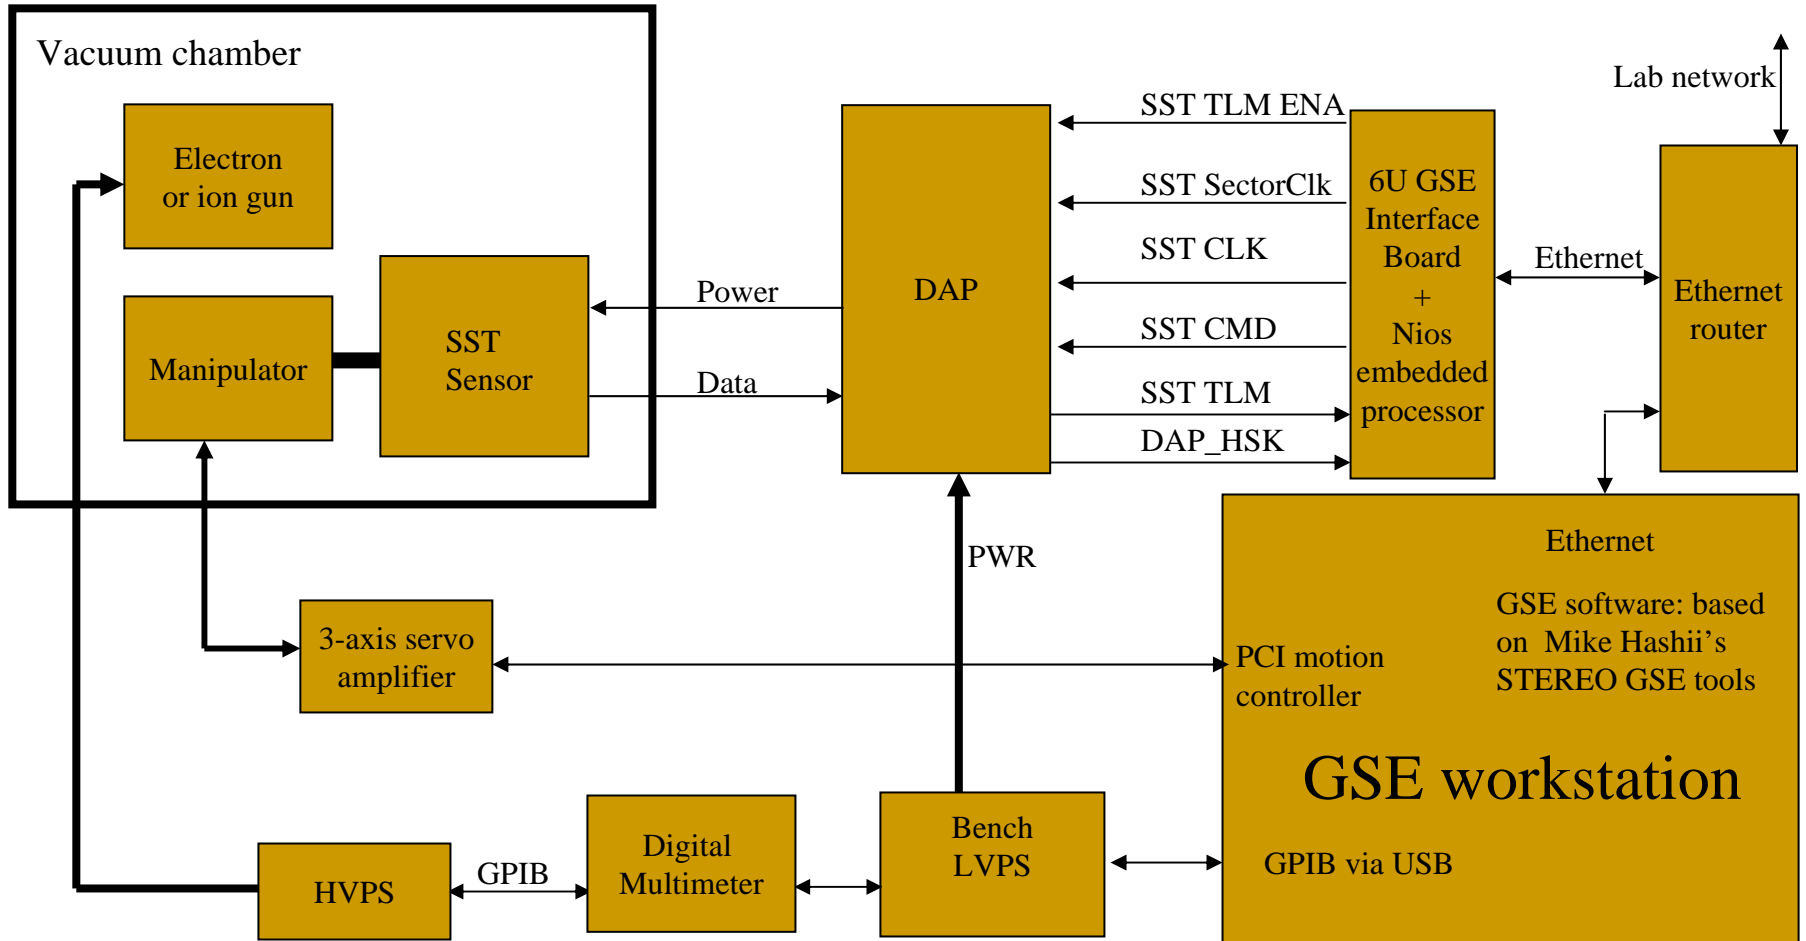 Vacuum chamber
Electron
or ion gun
Manipulator
SST
Sensor
Power
Data
DAP
SST TLM ENA
SST SectorClk
SST CLK
SST CMD
SST TLM
DAP_HSK
6U GSE
Interface
Board
+
Nios
embedded
processor
Ethernet
Lab network
Ethernet
router
PWR
3-axis servo
amplifier
PCI motion
controller
Ethernet
GSE software: based
on Mike Hashii’s
STEREO GSE tools
GSE workstation
GPIB via USB
HVPS
GPIB
Digital
Multimeter
Bench
LVPS